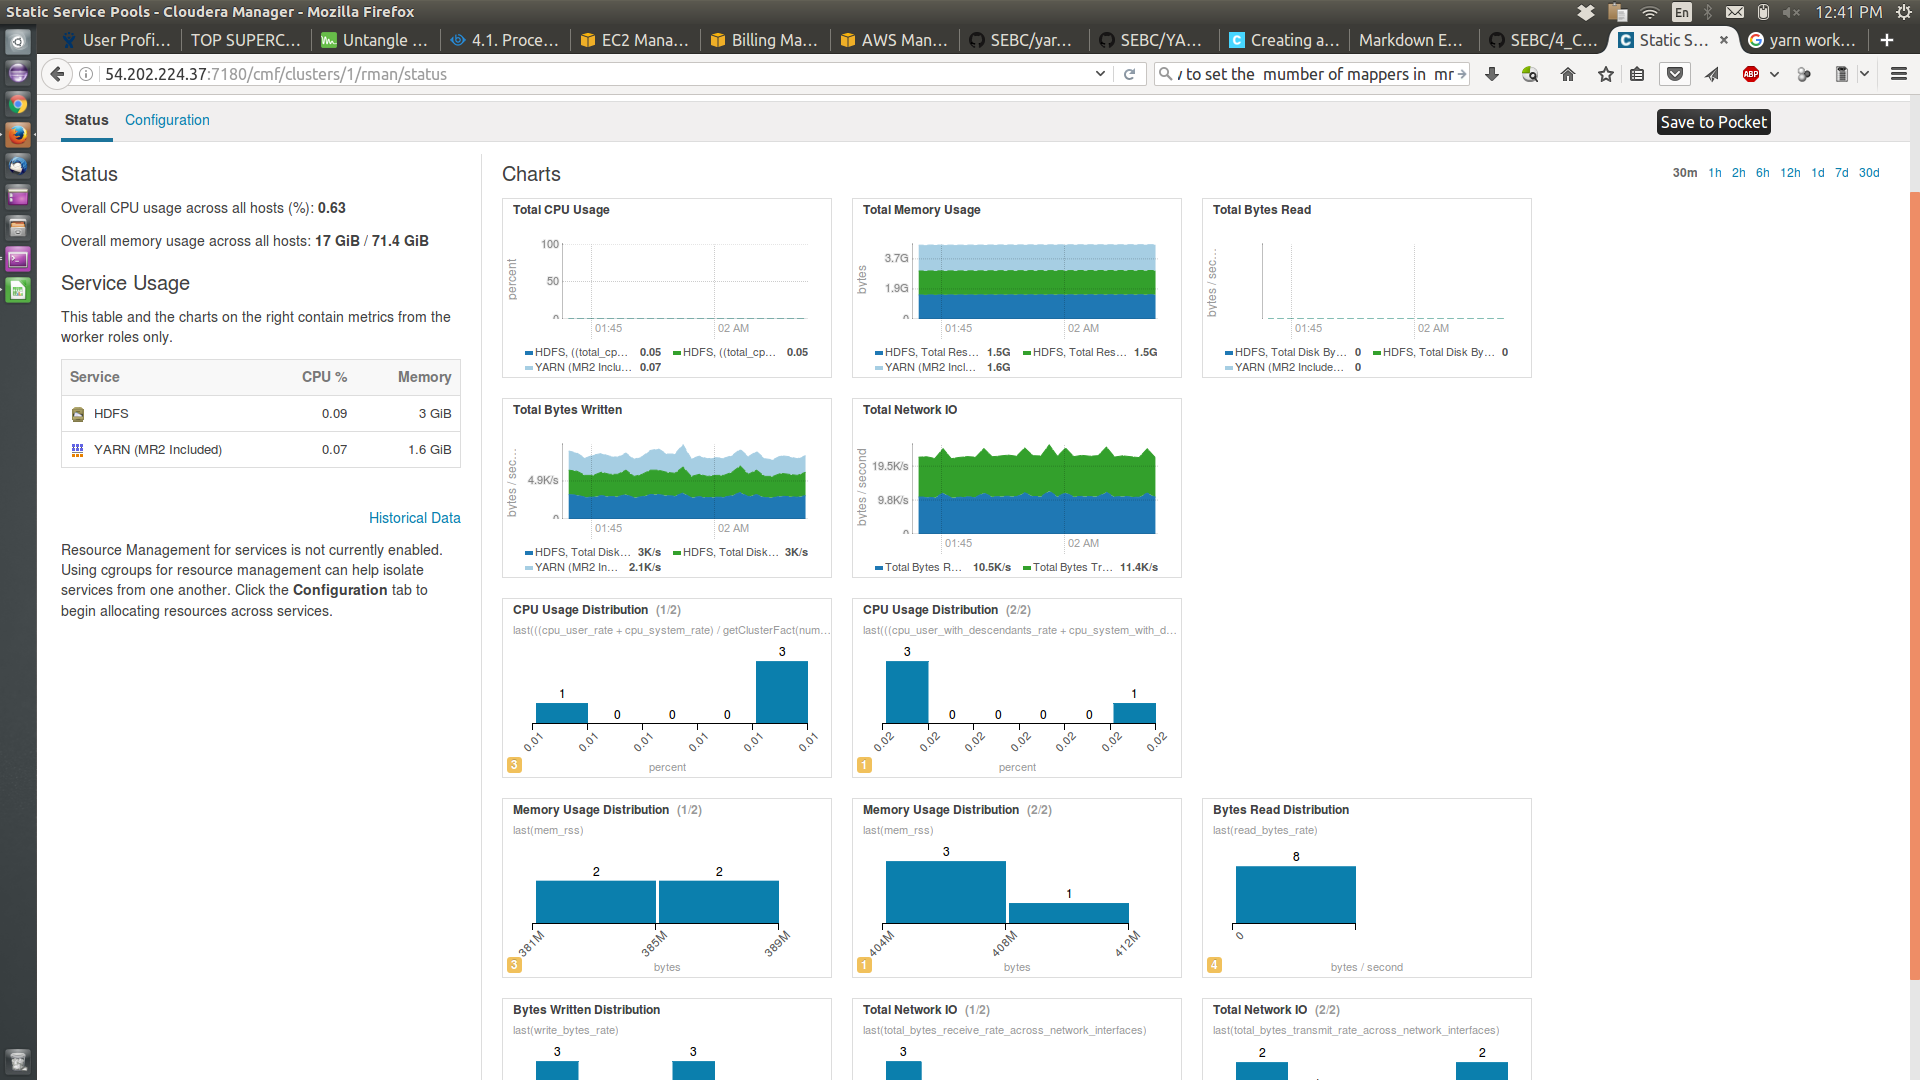 Static Service Pools - Cloudera Manager - Mozilla Firefox
En
12:41 PM
User Profi...
TOP SUPERC...
Untangle ...
4.1. Proce...
EC2 Mana...
Billing Ma...
AWS Man...
SEBC/yar...
SEBC/YA...
Creating a...
Markdown E...
SEBC/4_C...
Static S...
yarn work...
54.202.224.37:7180/cmf/clusters/1/rman/status
to set the mumber of mappers in mr
ABP
Status
Configuration
Save to Pocket
Status
Overall CPU usage across all hosts (%): 0.63
Overall memory usage across all hosts: 17 GiB / 71.4 GiB
Service Usage
This table and the charts on the right contain metrics from the
worker roles only.
Service CPU % Memory
HDFS 0.09 3 GiB
YARN (MR2 Included) 0.07 1.6 GiB
Historical Data
Resource Management for services is not currently enabled.
Using cgroups for resource management can help isolate
services from one another. Click the Configuration tab to
begin allocating resources across services.
Charts
30m 1h 2h 6h 12h 1d 7d 30d
Total CPU Usage
percent
100
50
0
01:45
02 AM
HDFS, ((total_cp... 0.05 HDFS, ((total_cp... 0.05
YARN (MR2 Inclu... 0.07
Total Memory Usage
bytes
3.7G
1.9G
0
01:45
02 AM
HDFS, Total Res... 1.5G HDFS, Total Res... 1.5G
YARN (MR2 Incl... 1.6G
Total Bytes Read
bytes / sec...
01:45
02 AM
HDFS, Total Disk By... 0 HDFS, Total Disk By... 0
YARN (MR2 Include... 0
Total Bytes Written
bytes / sec...
4.9K/s
0
01:45
02 AM
HDFS, Total Disk... 3K/s HDFS, Total Disk... 3K/s
YARN (MR2 In... 2.1K/s
Total Network IO
bytes / second
19.5K/s
9.8K/s
0
01:45
02 AM
Total Bytes R... 10.5K/s Total Bytes Tr... 11.4K/s
CPU Usage Distribution (1/2)
last(((cpu_user_rate + cpu_system_rate) / getClusterFact(num...
1 0 0 0 3
0.01 0.01 0.01 0.01 0.01 0.01
3
percent
CPU Usage Distribution (2/2)
last(((cpu_user_with_descendants_rate + cpu_system_with_d...
3 0 0 0 0 1
0.02 0.02 0.02 0.02 0.02 0.02 0.02
1
percent
Memory Usage Distribution (1/2)
last(mem_rss)
2 2
381M 385M 389M
3
bytes
Memory Usage Distribution (2/2)
last(mem_rss)
3 1
404M 408M 412M
1
bytes
Bytes Read Distribution
last(read_bytes_rate)
8
0
4
bytes / second
Bytes Written Distribution
last(write_bytes_rate)
3 3
Total Network IO (1/2)
last(total_bytes_receive_rate_across_network_interfaces)
3
Total Network IO (2/2)
last(total_bytes_transmit_rate_across_network_interfaces)
2 2